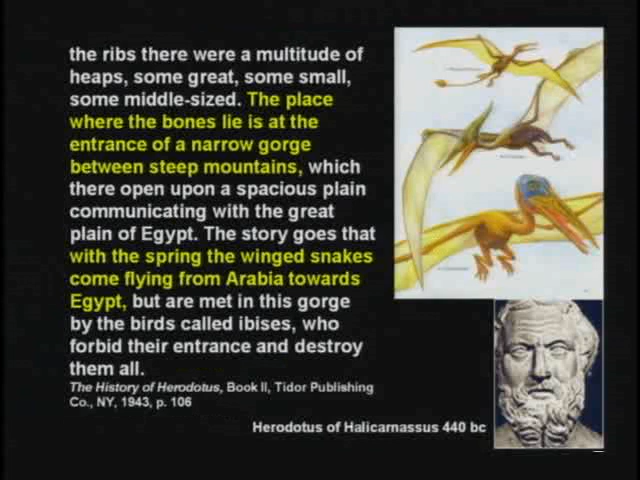 the ribs there were a multitude of
heaps, some great, some small,
some middle-sized. The place
where the bones lie is at the
entrance of a narrow gorge
between steep mountains, which
there open upon a spacious plain
communicating with the great
plain of Egypt. The story goes that
with the spring the winged snakes
come flying from Arabia towards
Egypt, but are met in this gorge
by the birds called ibises, who
forbid their entrance and destroy
them all.
The History of Herodotus, Book II, Tidor Publishing
Co., NY, 1943, p. 106
Herodotus of Halicarnassus 440 bc